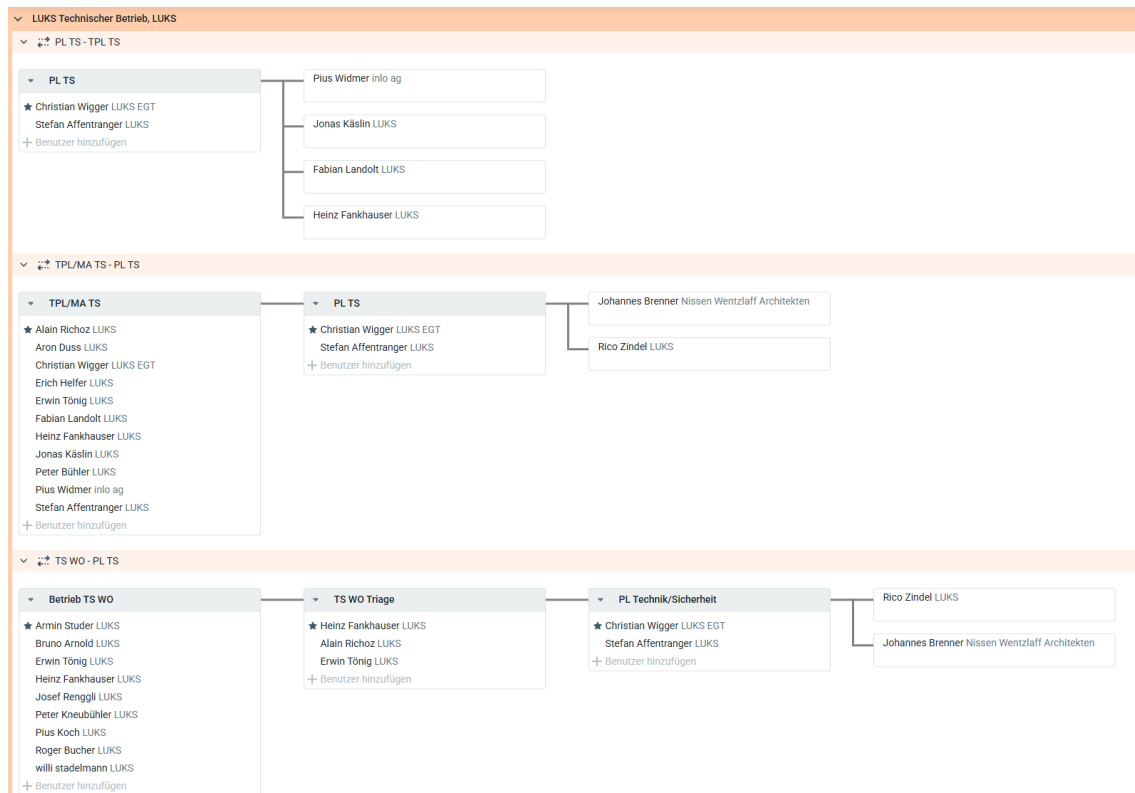 LUKS Technischer Betrieb, LUKS
PL TS - TPL TS
PL TS
Christian Wigger LUKS EGT
Stefan Affentranger LUKS
Benutzer hinzufügen
Pius Widmer inlo ag
Jonas Käslin LUKS
Fabian Landolt LUKS
Heinz Fankhauser LUKS
TPL/MA TS - PL TS
TPL/MA TS
Alain Richoz LUKS
Aron Duss LUKS
Christian Wigger LUKS EGT
Erich Helfer LUKS
Erwin Tönig LUKS
Fabian Landolt LUKS
Heinz Fankhauser LUKS
Jonas Käslin LUKS
Peter Bühler LUKS
Pius Widmer inlo ag
Stefan Affentranger LUKS
Benutzer hinzufügen
PL TS
Christian Wigger LUKS EGT
Stefan Affentranger LUKS
Benutzer hinzufügen
Johannes Brenner Nissen Wentzlaff Architekten
Rico Zindel LUKS
TS WO - PL TS
Betrieb TS WO
Armin Studer LUKS
Bruno Arnold LUKS
Erwin Tönig LUKS
Heinz Fankhauser LUKS
Josef Renggli LUKS
Peter Kneubühler LUKS
Pius Koch LUKS
Roger Bucher LUKS
willi stadelmann LUKS
Benutzer hinzufügen
TS WO Triage
Heinz Fankhauser LUKS
Alain Richoz LUKS
Erwin Tönig LUKS
Benutzer hinzufügen
PL Technik/Sicherheit
Christian Wigger LUKS EGT
Stefan Affentranger LUKS
Benutzer hinzufügen
Rico Zindel LUKS
Johannes Brenner Nissen Wentzlaff Architekten